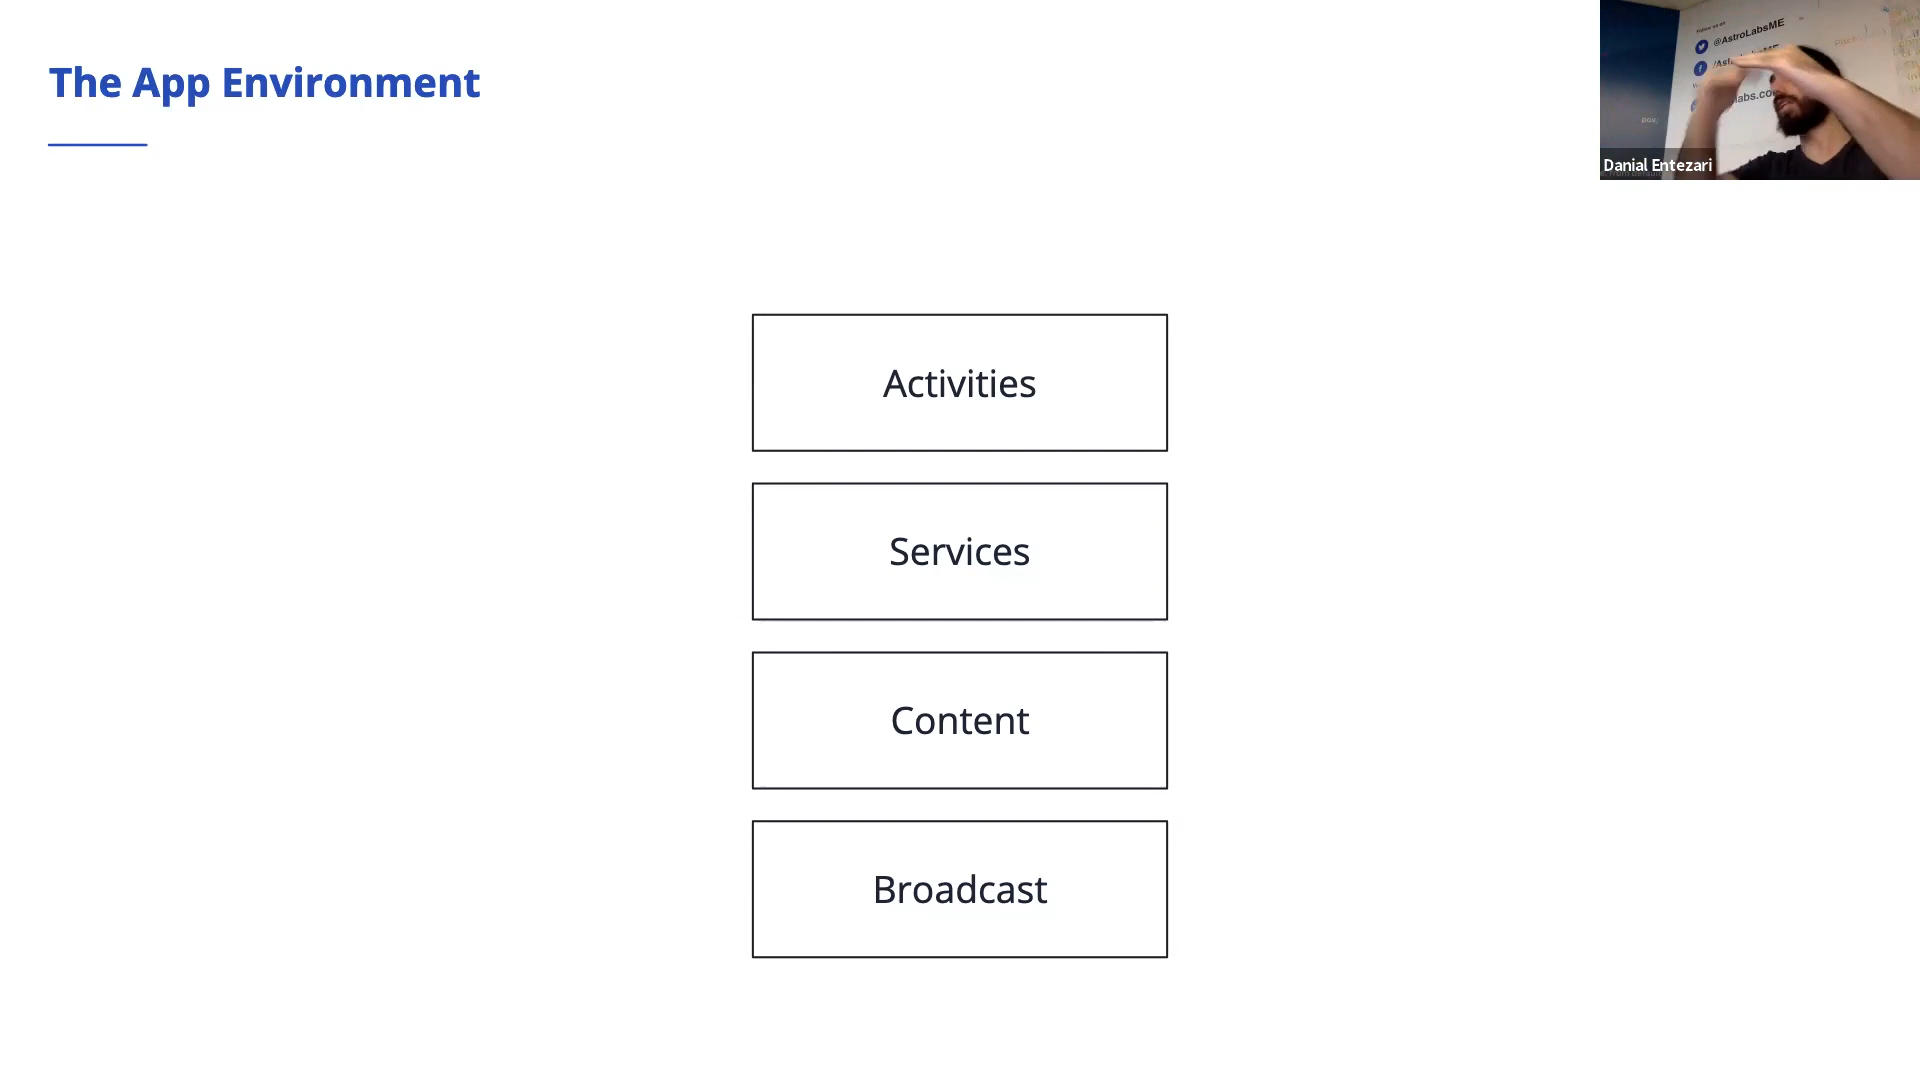 The App Environment
@AstroLabsME
Danial Entezari
Activities
Services
Content
Broadcast